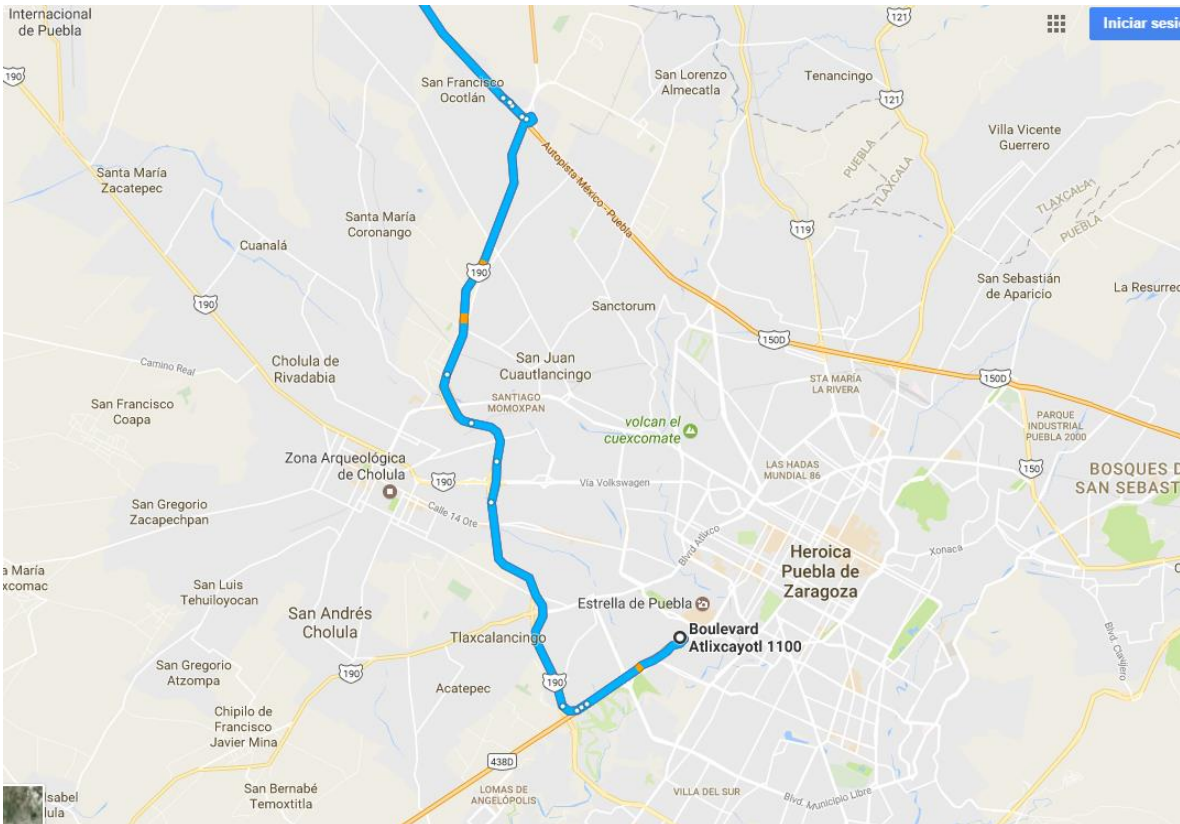 Internacional
de Puebla
121
Iniciar sesi
190
San Francisco
Ocotlán
San Lorenzo
Almecatla
Tenancingo
121
Villa Vicente
Guerrero
PUEBLA
TLAXCALA
Autopista México - Puebla
Santa María
Zacatepec
TLAXCALA
PUEBLA
Santa María
Coronango
119
Cuanalá
190
San Sebastián
de Aparicio
La Resurrec
190
Sanctorum
150D
Camino Real
Cholula de
Rivadabia
San Juan
Cuautlancingo
STA MARÍA
LA RIVERA
150D
San Francisco
Coapa
SANTIAGO
MOMOXPAN
volcan el
cuexcomate
PARQUE
INDUSTRIAL
PUEBLA 2000
Zona Arqueológica
de Cholula
190
Vía Volkswagen
LAS HADAS
MUNDIAL 86
150
BOSQUES D
SAN SEBAST
San Gregorio
Zacapechpan
Calle 14 Ote
Blvrd Atlixco
Heroica
Puebla de
Zaragoza
Xonaca
a María
xcomac
San Luis
Tehuiloyocan
San Andrés
Cholula
Estrella de Puebla
Tlaxcalancingo
Boulevard
Atlixcayotl 1100
San Gregorio
Atzompa
190
Acatepec
190
Chipilo de
Francisco
Javier Mina
438D
San Bernabé
Temoxtitla
LOMAS DE
ANGELÓPOLIS
VILLA DEL SUR
Blvd. Municipio Libre
Isabel
lula